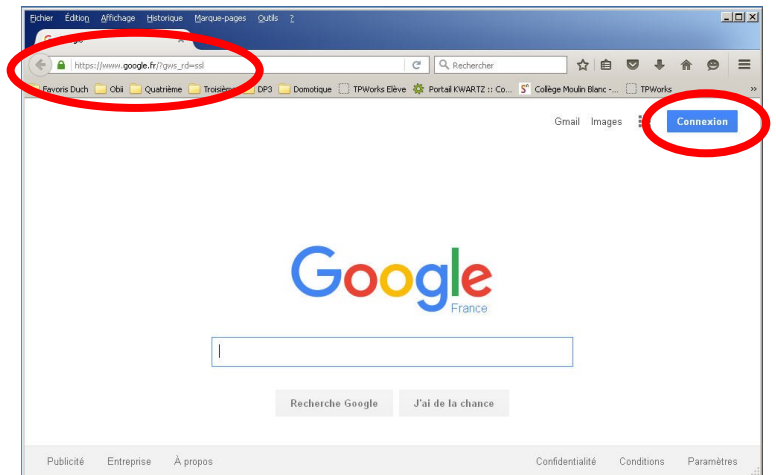 Fichier Édition Affichage Historique Marque-pages Outils ?
Google
https://www.google.fr/?gws_rd=ssl Rechercher
Favoris Duch Obii Quatrième Troisième DP3 Domotique TPWorks Elève Portail KWARTZ :: Co... Collège Moulin Blanc -... TPWorks »
Gmail Images Connexion
Google
France
Recherche Google J'ai de la chance
Publicité Entreprise À propos Confidentialité Conditions Paramètres